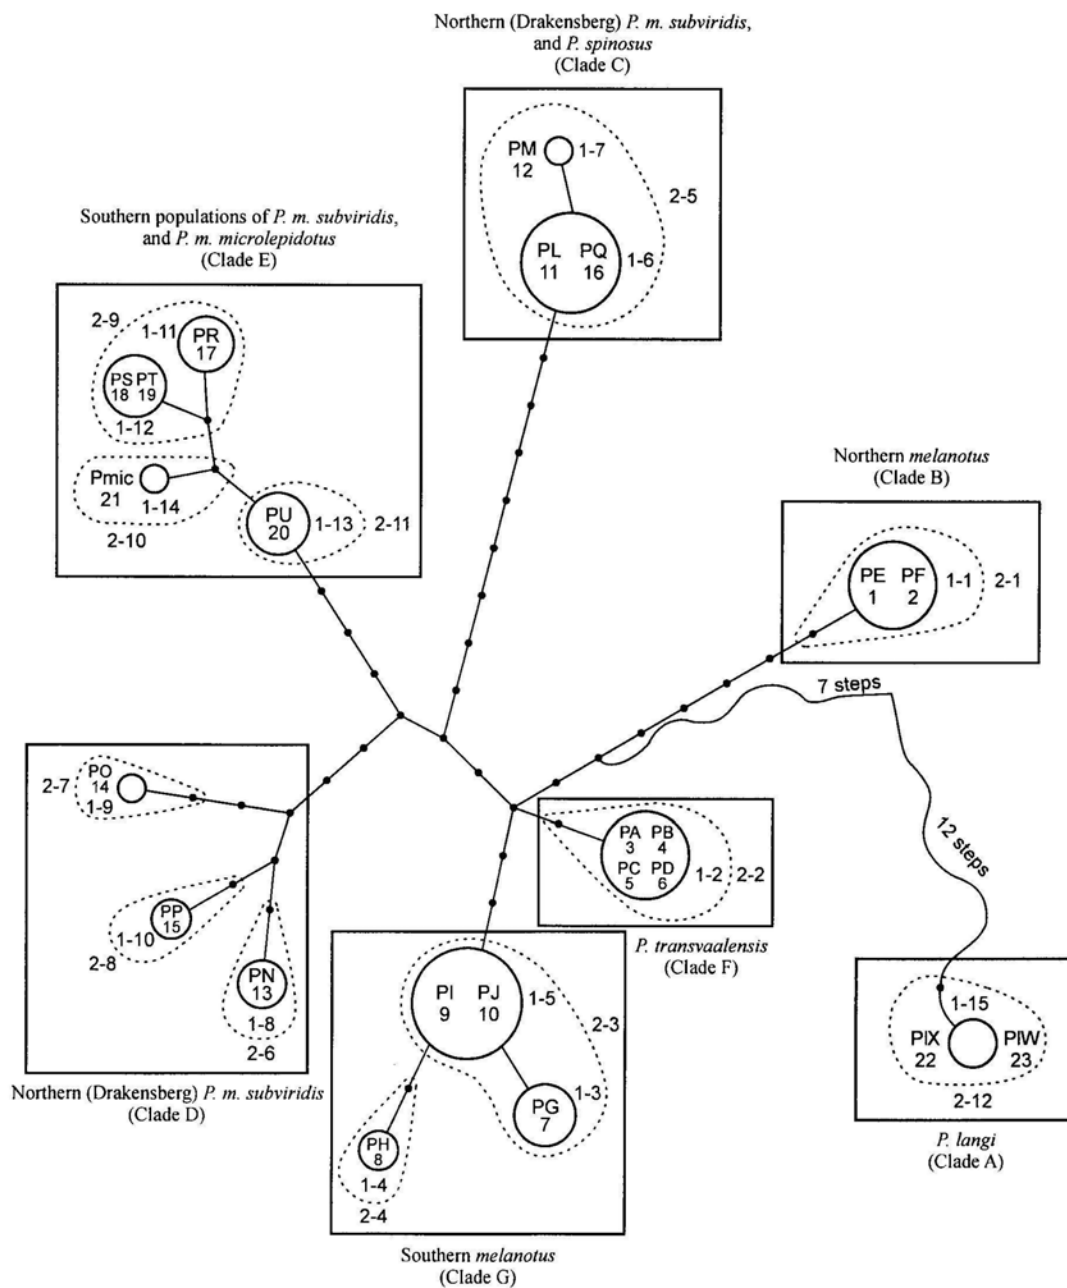 Northern (Drakensberg) P. m. subviridis,
and P. spinosus
(Clade C)
PM
12
1-7
2-5
PL PQ
11 16
1-6
Southern populations of P. m. subviridis,
and P. m. microlepidotus
(Clade E)
2-9
1-11
PR
17
PS PT
18 19
1-12
Pmic
21
1-14
2-10
PU
20
1-13
2-11
Northern melanotus
(Clade B)
PE PF
1 2
1-1
2-1
7 steps
12 steps
2-7
PO
14
1-9
PP
15
1-10
2-8
PN
13
1-8
2-6
Northern (Drakensberg) P. m. subviridis
(Clade D)
PA PB
3 4
PC PD
5 6
1-2
2-2
P. transvaalensis
(Clade F)
PI PJ
9 10
1-5
2-3
PG
7
1-3
PH
8
1-4
2-4
Southern melanotus
(Clade G)
1-15
PIX PIW
22 23
2-12
P. langi
(Clade A)